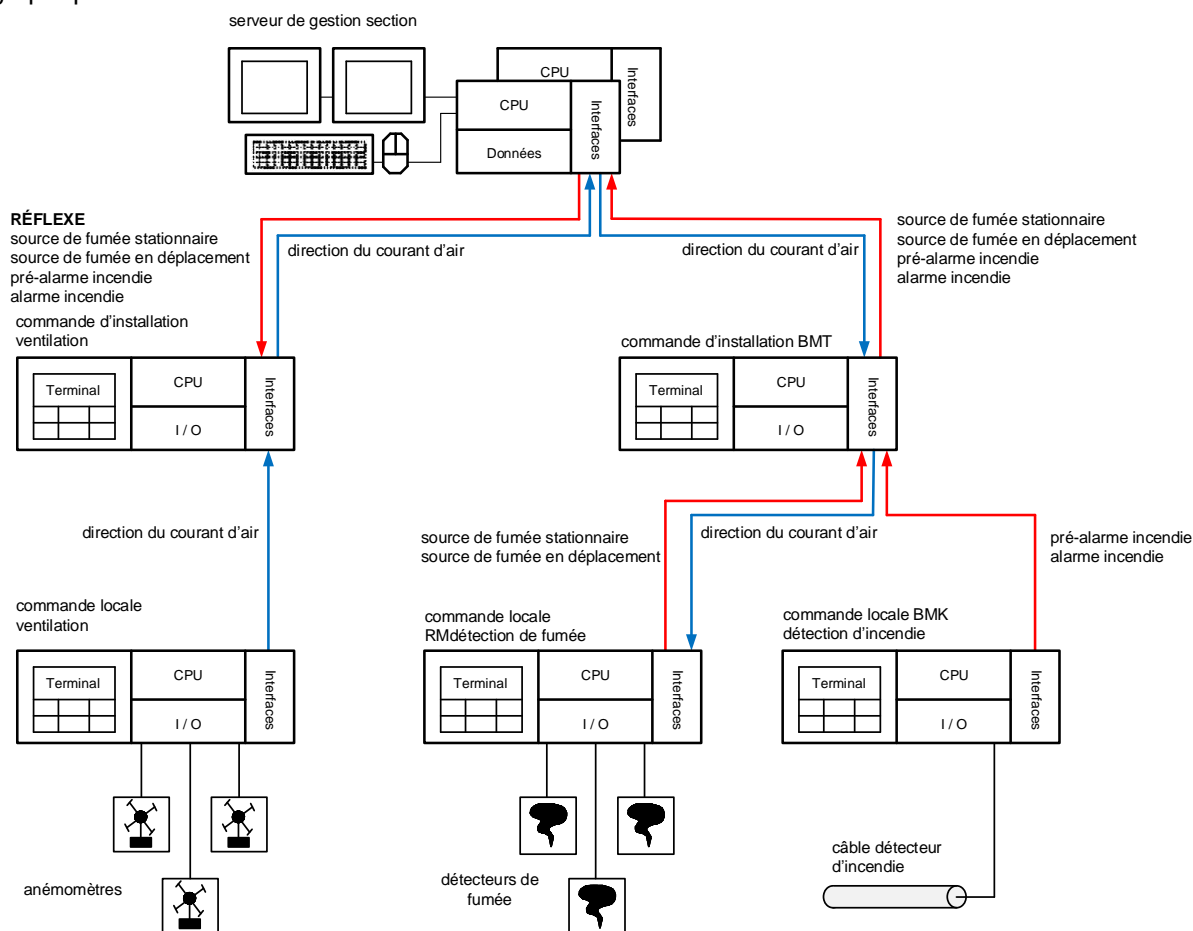 serveur de gestion section
CPU
Interfaces
CPU
Interfaces
Données
RÉFLEXE
source de fumée stationnaire
source de fumée en déplacement
pré-alarme incendie
alarme incendie
direction du courant d'air
direction du courant d'air
source de fumée stationnaire
source de fumée en déplacement
pré-alarme incendie
alarme incendie
commande d'installation
ventilation
Terminal
CPU
I / O
Interfaces
commande d'installation BMT
Terminal
CPU
I / O
Interfaces
direction du courant d'air
source de fumée stationnaire
source de fumée en déplacement
direction du courant d'air
pré-alarme incendie
alarme incendie
commande locale
ventilation
Terminal
CPU
I / O
Interfaces
commande locale
RMdétection de fumée
Terminal
CPU
I / O
Interfaces
commande locale BMK
détection d'incendie
Terminal
CPU
I / O
Interfaces
anémomètres
détecteurs de
fumée
câble détecteur
d'incendie